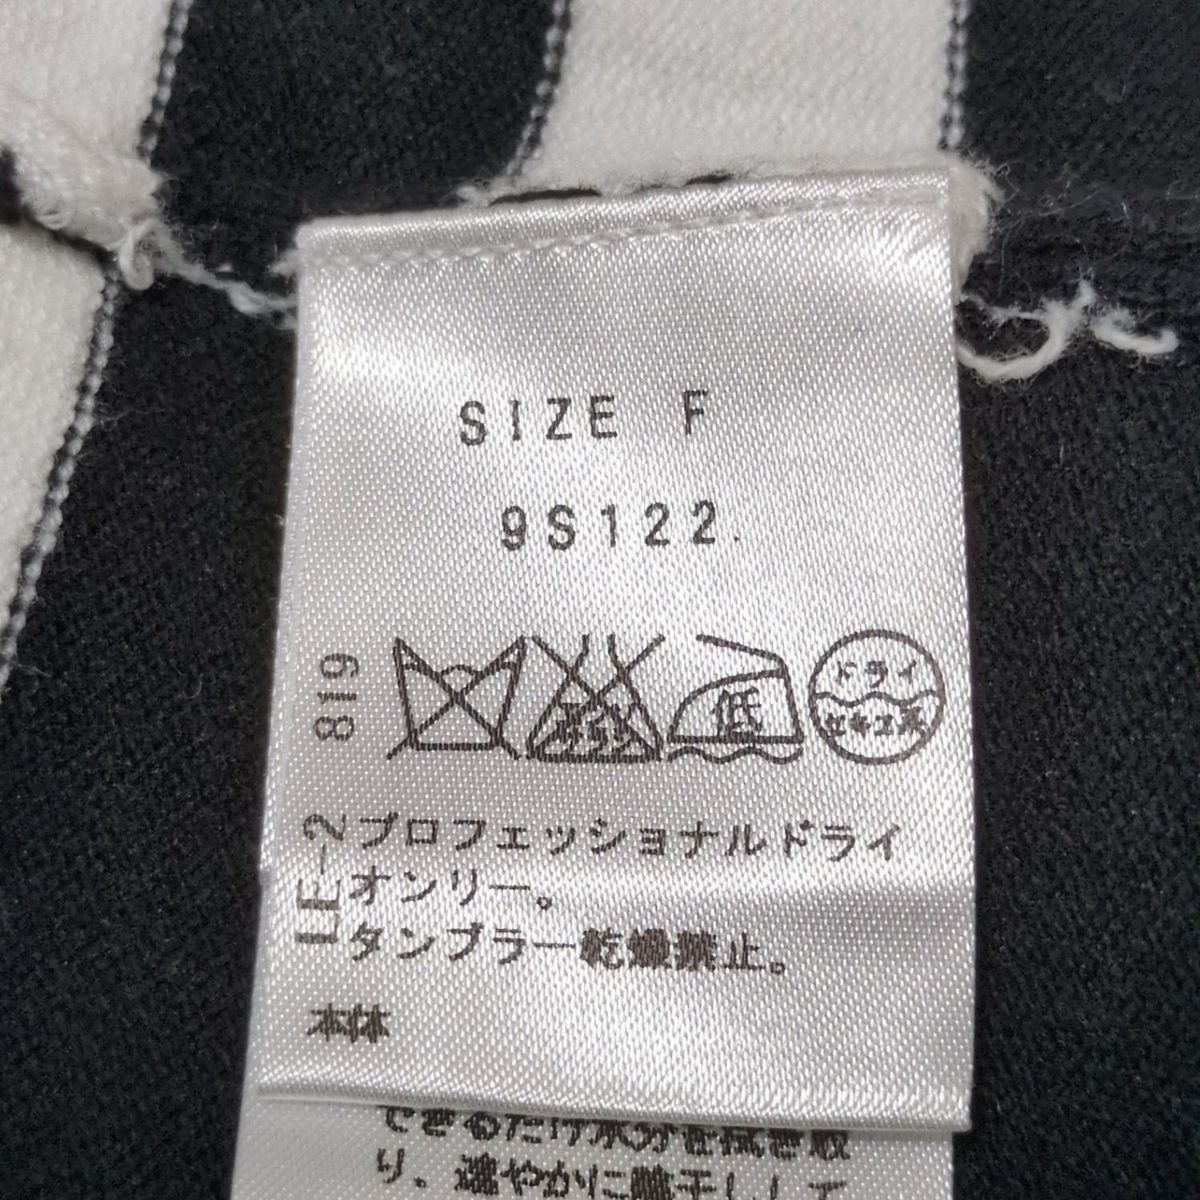 SIZE F
9S122.
819
低
ドライ
セキユ系
LE-2
プロフェッショナルドライ
オンリー。
タンブラー乾燥禁止。
本体
できるだけ水分を拭き取
り、速やかに陰干しして